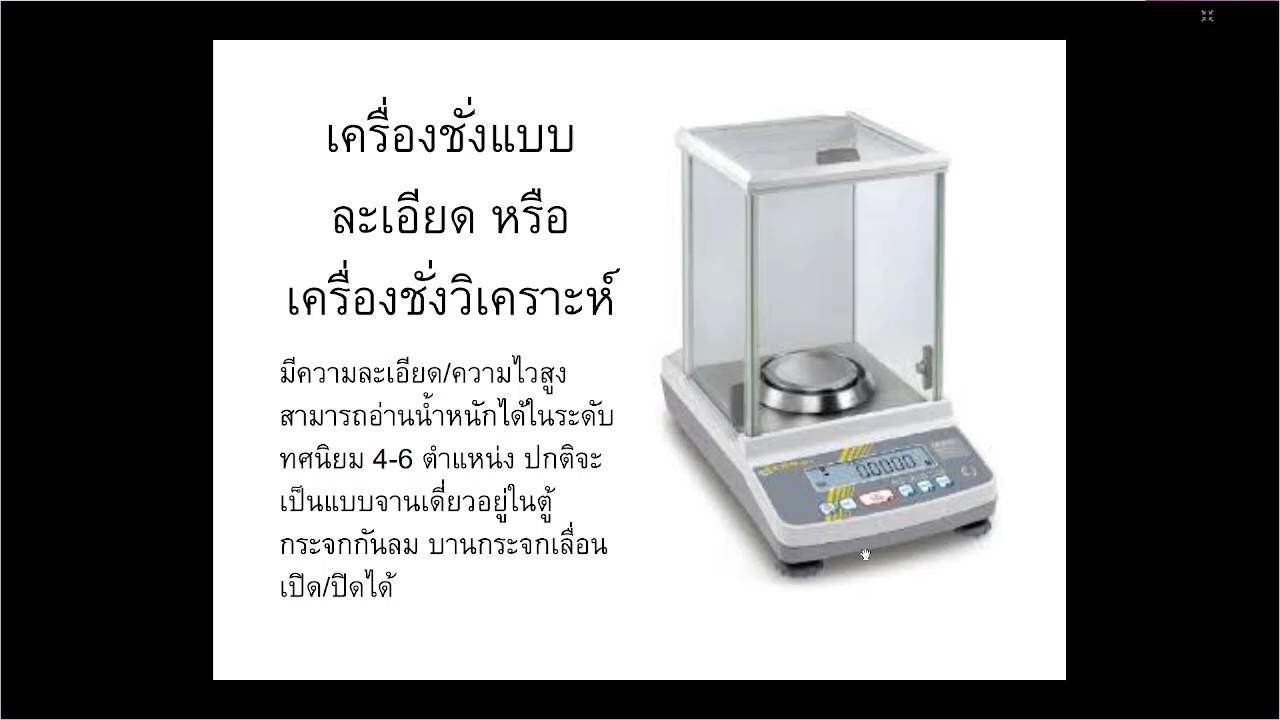 เครื่องชั่งแบบ
ละเอียด หรือ
เครื่องชั่งวิเคราะห์
มีความละเอียด/ความไวสูง
สามารถอ่านน้ำหนักได้ในระดับ
ทศนิยม 4-6 ตำแหน่ง ปกติจะ
เป็นแบบจานเดี่ยวอยู่ในตู้
กระจกกันลม บานกระจกเลื่อน
เปิด/ปิดได้
0.0000